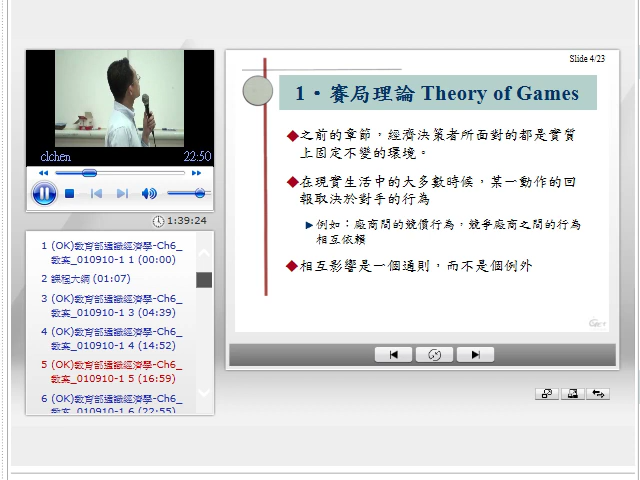 clchen
22:50
1:39:24
1 (OK)教育部通識經濟學-Ch6_
教案_010910-1 1 (00:00)
2 課程大綱 (01:07)
3 (OK)教育部通識經濟學-Ch6_
教案_010910-1 3 (04:39)
4 (OK)教育部通識經濟學-Ch6_
教案_010910-1 4 (14:52)
5 (OK)教育部通識經濟學-Ch6_
教案_010910-1 5 (16:59)
6 (OK)教育部通識經濟學-Ch6_
教案_010910-1 6 (22:55)
Slide 4/23
1·賽局理論 Theory of Games
之前的章節，經濟決策者所面對的都是實質
上固定不變的環境。
在現實生活中的大多數時候，某一動作的回
報取決於對手的行為
例如：廠商間的競價行為，競爭廠商之間的行為
相互依賴
相互影響是一個通則，而不是個例外